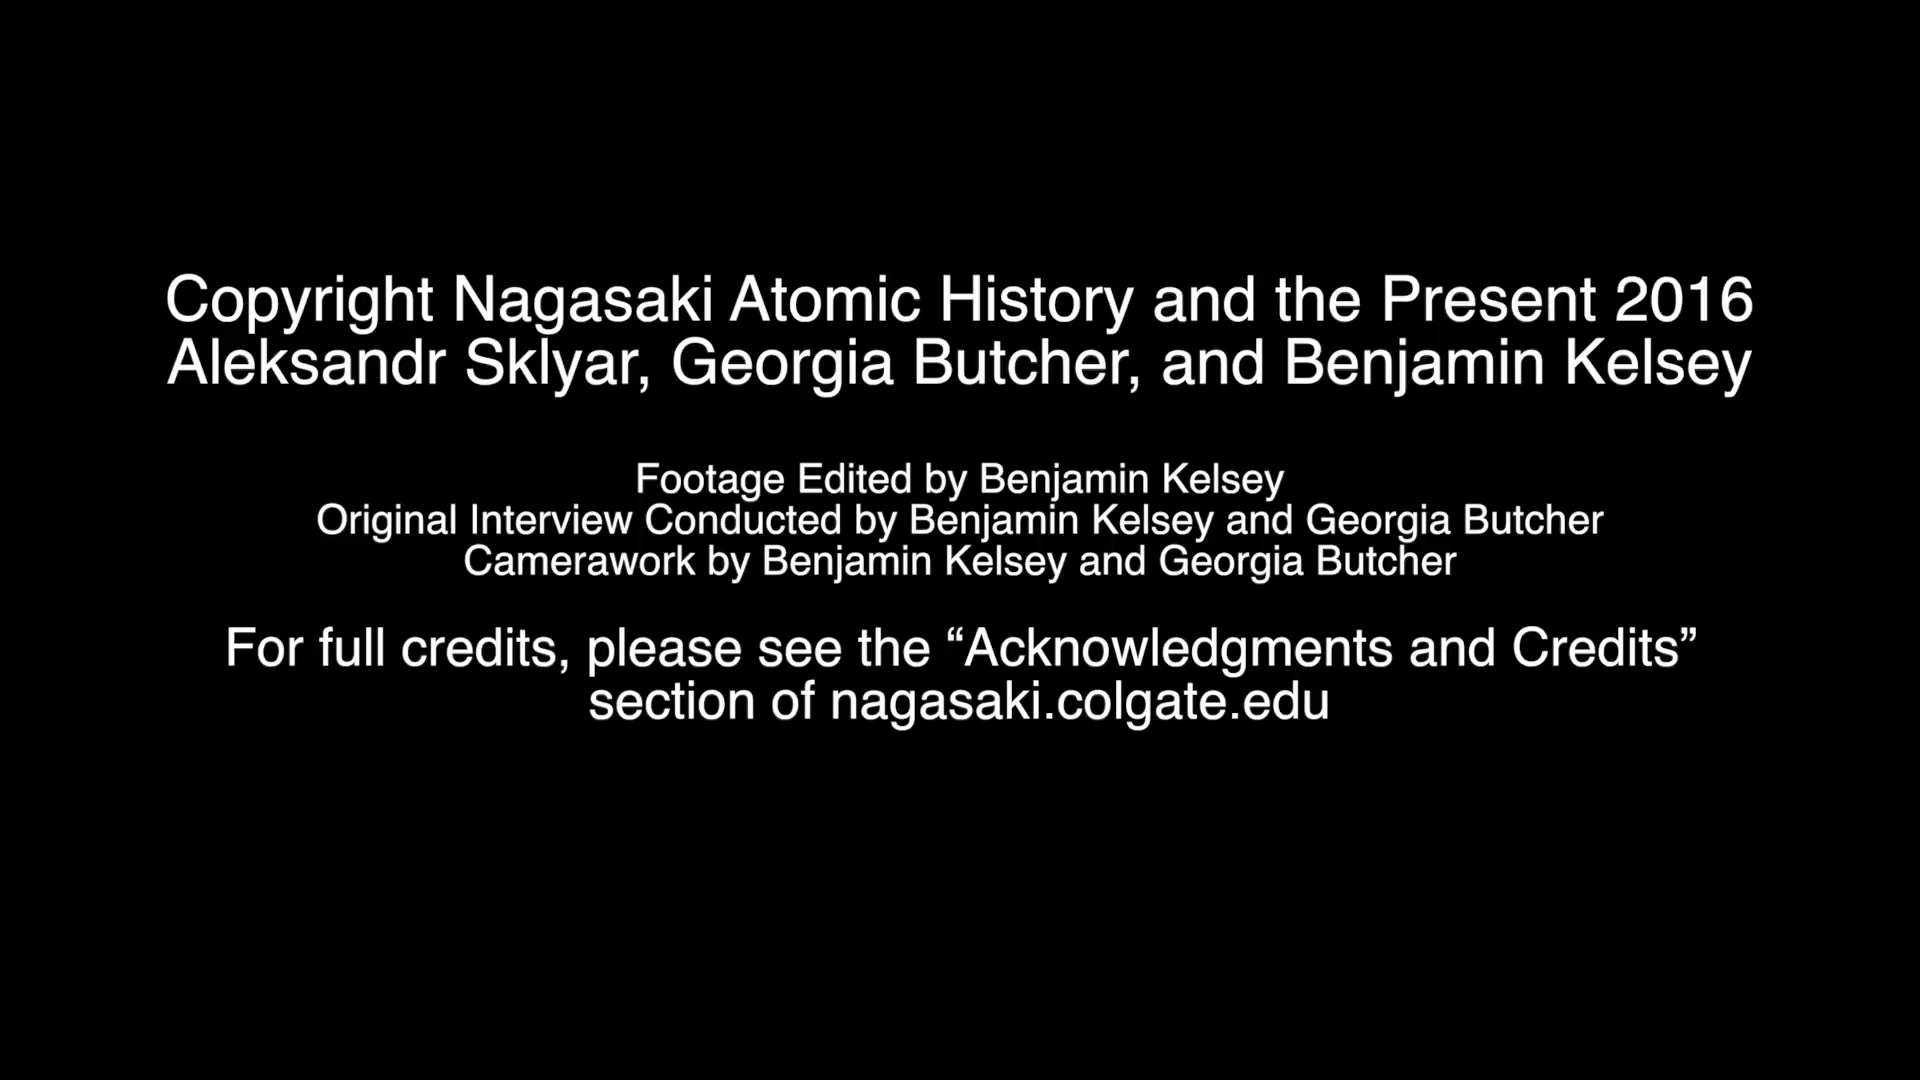 Copyright Nagasaki Atomic History and the Present 2016
Aleksandr Sklyar, Georgia Butcher, and Benjamin Kelsey
Footage Edited by Benjamin Kelsey
Original Interview Conducted by Benjamin Kelsey and Georgia Butcher
Camerawork by Benjamin Kelsey and Georgia Butcher
For full credits, please see the “Acknowledgments and Credits”
section of nagasaki.colgate.edu